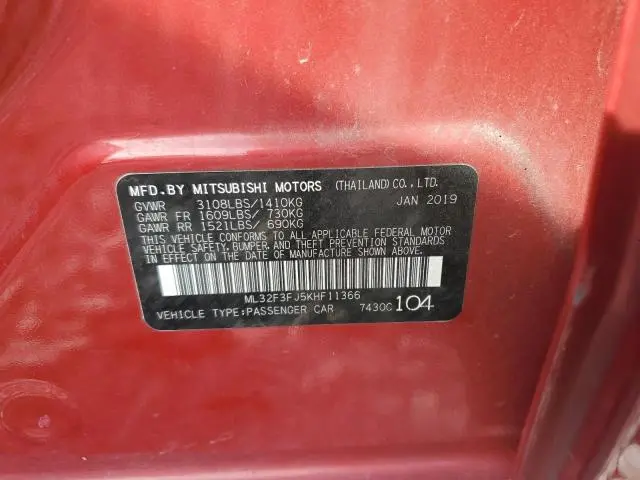 MFD.BY MITSUBISHI MOTORS (THAILAND) CO., LTD.
GVWR 3108LBS/1410KG JAN 2019
GAWR FR 1609LBS/ 730KG
GAWR RR 1521LBS/ 690KG
THIS VEHICLE CONFORMS TO ALL APPLICABLE FEDERAL MOTOR
VEHICLE SAFETY, BUMPER, AND THEFT PREVENTION STANDARDS
IN EFFECT ON THE DATE OF MANUFACTURE SHOWN ABOVE.
ML32F3FJ5KHF11366
VEHICLE TYPE:PASSENGER CAR 7430C 104